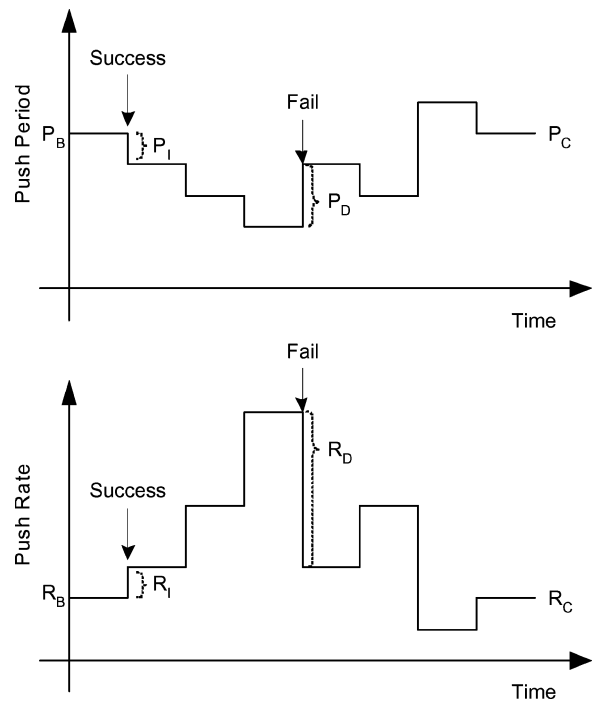 Push Period
Success
Fail
P_B
P_I
P_D
P_C
Time
Push Rate
Fail
Success
R_D
R_B
R_I
R_C
Time